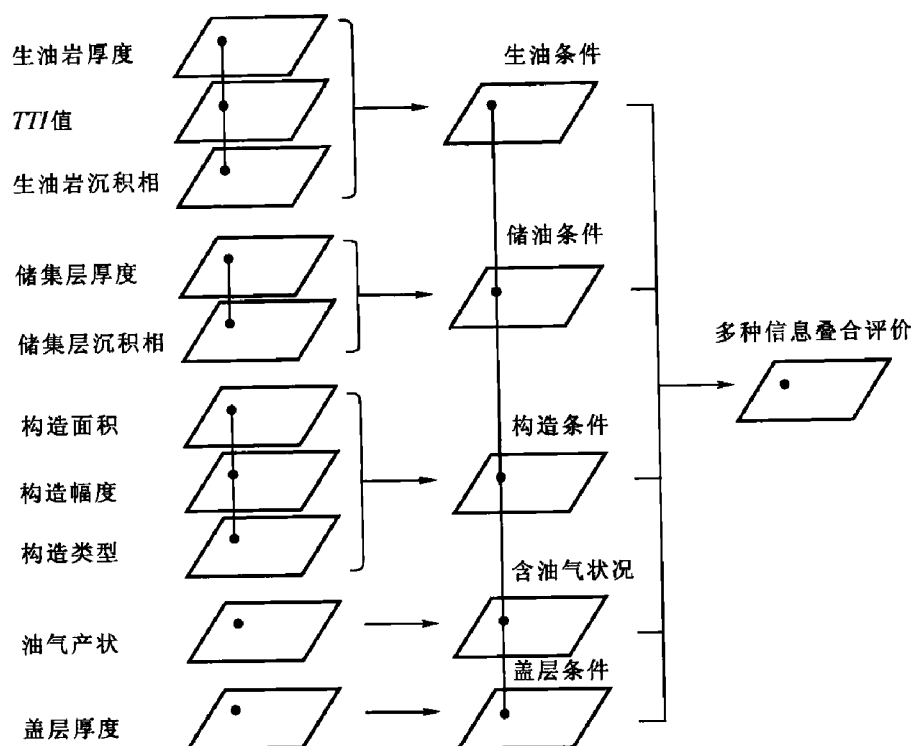 生油岩厚度
TTI值
生油岩沉积相
储集层厚度
储集层沉积相
构造面积
构造幅度
构造类型
油气产状
盖层厚度
生油条件
储油条件
构造条件
含油气状况
盖层条件
多种信息叠合评价